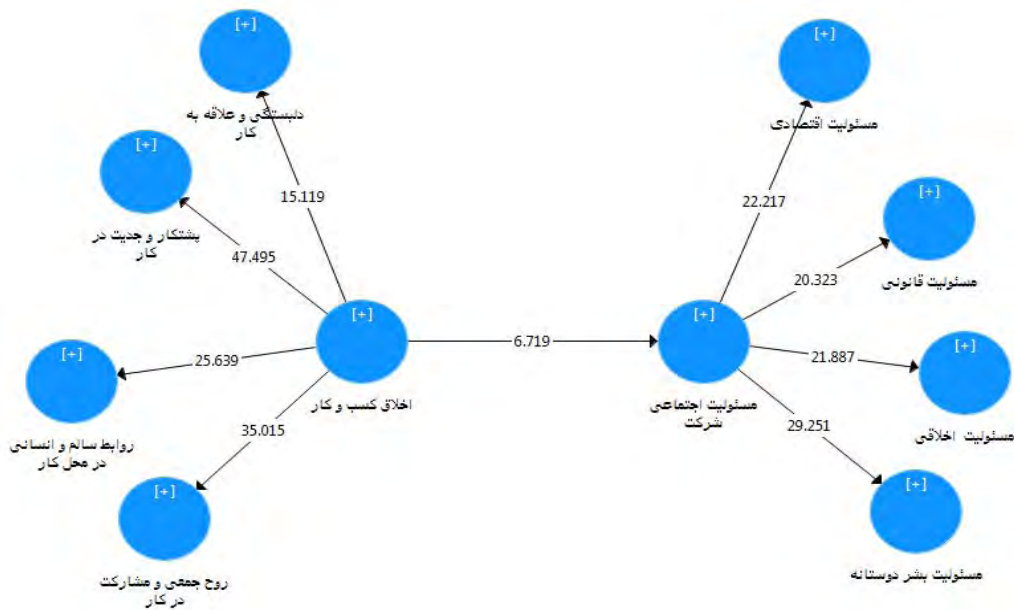 [+]
دلبستگی و علاقه به
کار
[+]
پشتکار و جدیت در
کار
[+]
روابط سالم و انسانی
در محل کار
[+]
روح جمعی و مشارکت
در کار
15.119
47.495
25.639
35.015
[+]
اخلاق کسب و کار
6.719
[+]
مسئولیت اجتماعی
شرکت
22.217
20.323
21.887
29.251
[+]
مسئولیت اقتصادی
[+]
مسئولیت قانونی
[+]
مسئولیت اخلاقی
[+]
مسئولیت بشر دوستانه